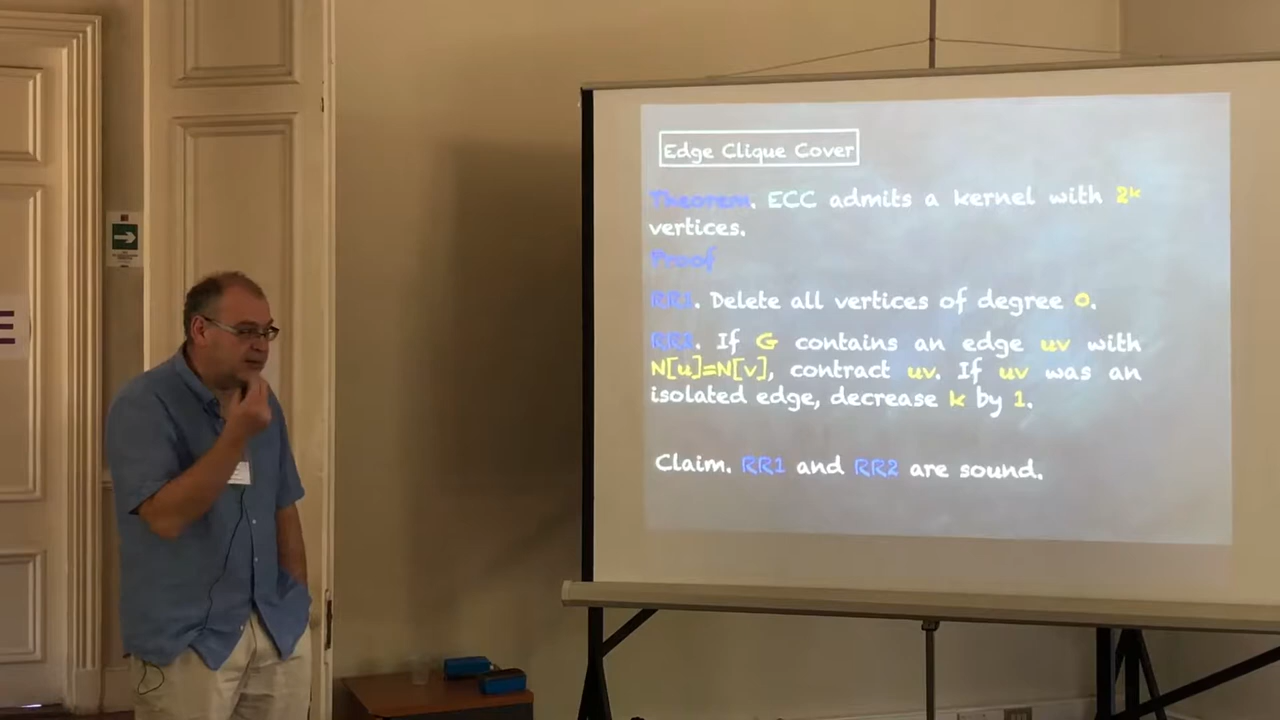 Edge Clique Cover
Theorem. ECC admits a kernel with 2ᵏ
vertices.
Proof
RR1. Delete all vertices of degree 0.
RR1. If G contains an edge uv with
N[u]=N[v], contract uv. If uv was an
isolated edge, decrease k by 1.
Claim. RR1 and RR2 are sound.